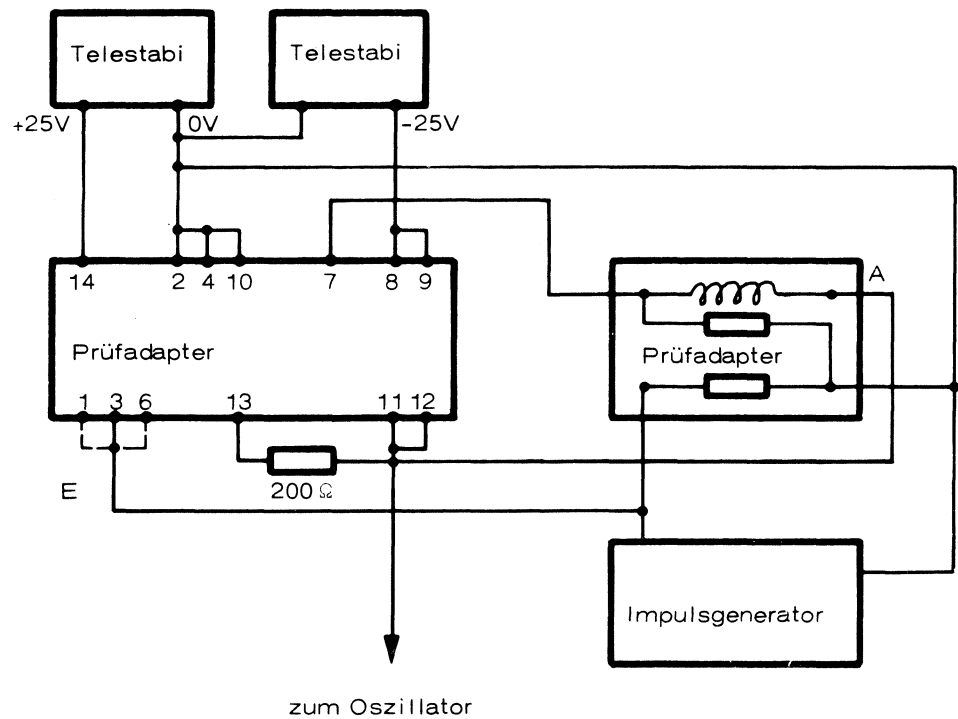 Telestabi
Telestabi
+25V
0V
-25V
14
2
4
10
7
8
9
A
Prüfadapter
Prüfadapter
1
3
6
13
11
12
200 Ω
E
Impulsgenerator
zum Oszillator